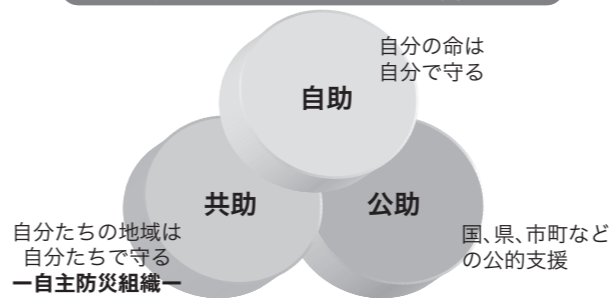 自分の命は
自分で守る
自助
共助
公助
自分たちの地域は
自分たちで守る
ー自主防災組織ー
国、県、市町など
の公的支援